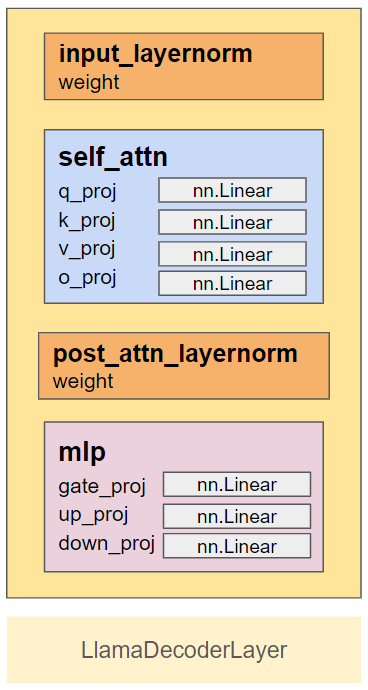 input_layernorm
weight
self_attn
q_proj nn.Linear
k_proj nn.Linear
v_proj nn.Linear
o_proj nn.Linear
post_attn_layernorm
weight
mlp
gate_proj nn.Linear
up_proj nn.Linear
down_proj nn.Linear
LlamaDecoderLayer